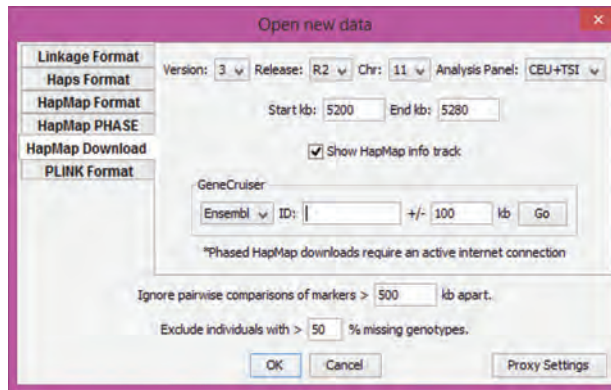 Open new data
Linkage Format
Haps Format
HapMap Format
HapMap PHASE
HapMap Download
PLINK Format
Version: 3 Release: R2 Chr: 11 Analysis Panel: CEU+TSI
Start kb: 5200 End kb: 5280
Show HapMap info track
GeneCruiser
Ensembl ID: +/- 100 kb Go
*Phased HapMap downloads require an active internet connection
Ignore pairwise comparisons of markers > 500 kb apart.
Exclude individuals with > 50 % missing genotypes.
OK Cancel Proxy Settings